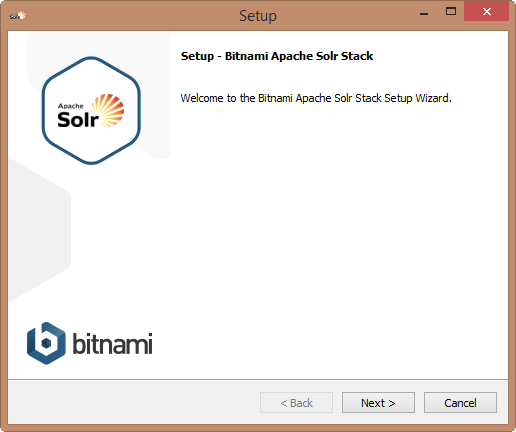 Setup
Setup - Bitnami Apache Solr Stack
Apache
Solr
Welcome to the Bitnami Apache Solr Stack Setup Wizard.
bitnami
< Back
Next >
Cancel